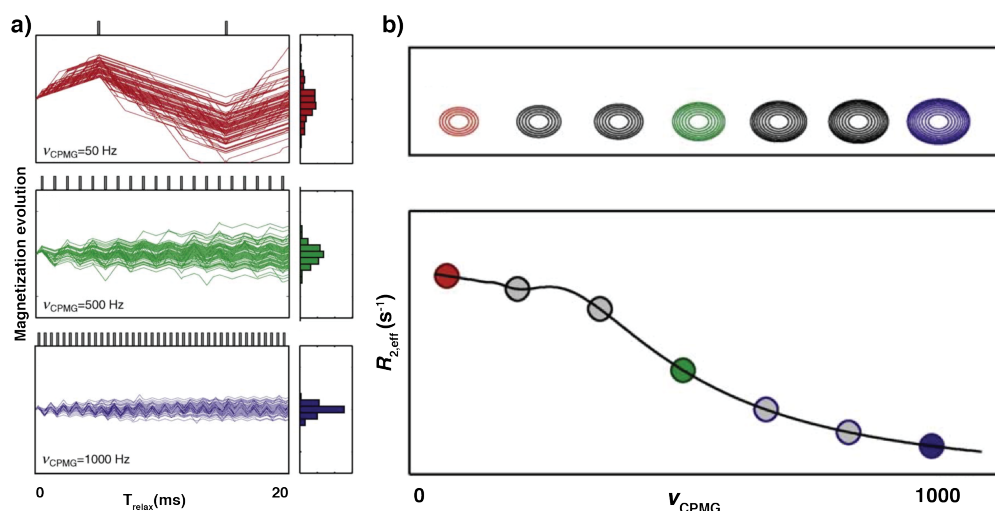 a)
Magnetization evolution
νCPMG=50 Hz
νCPMG=500 Hz
νCPMG=1000 Hz
0 20
Trelax(ms)
b)
R2,eff (s-1)
0 1000
νCPMG